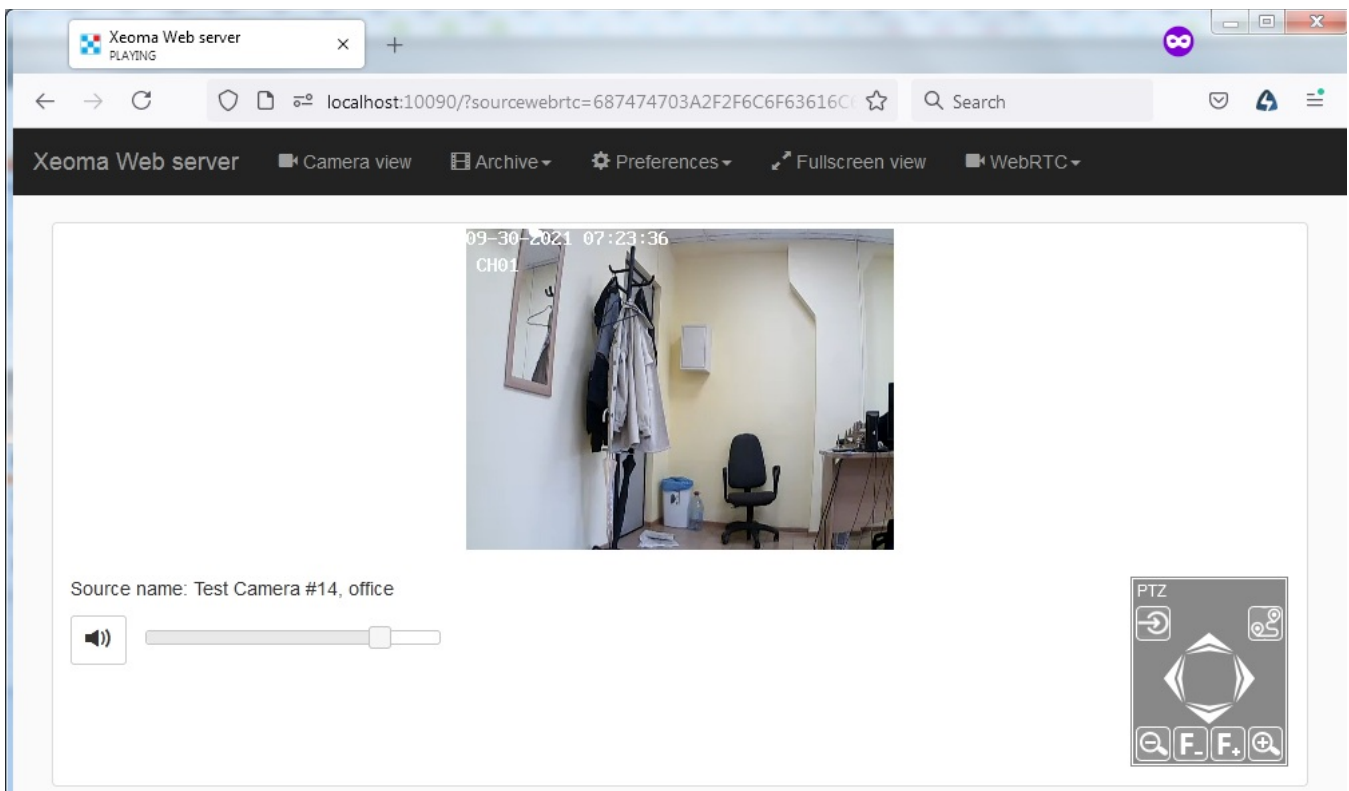 Xeoma Web server
PLAYING
localhost:10090/?sourcewebrtc=687474703A2F2F6C6F63616C
Search
Xeoma Web server Camera view Archive Preferences Fullscreen view WebRTC
09-30-2021 07:23:36
CH01
Source name: Test Camera #14, office
PTZ
F- F+